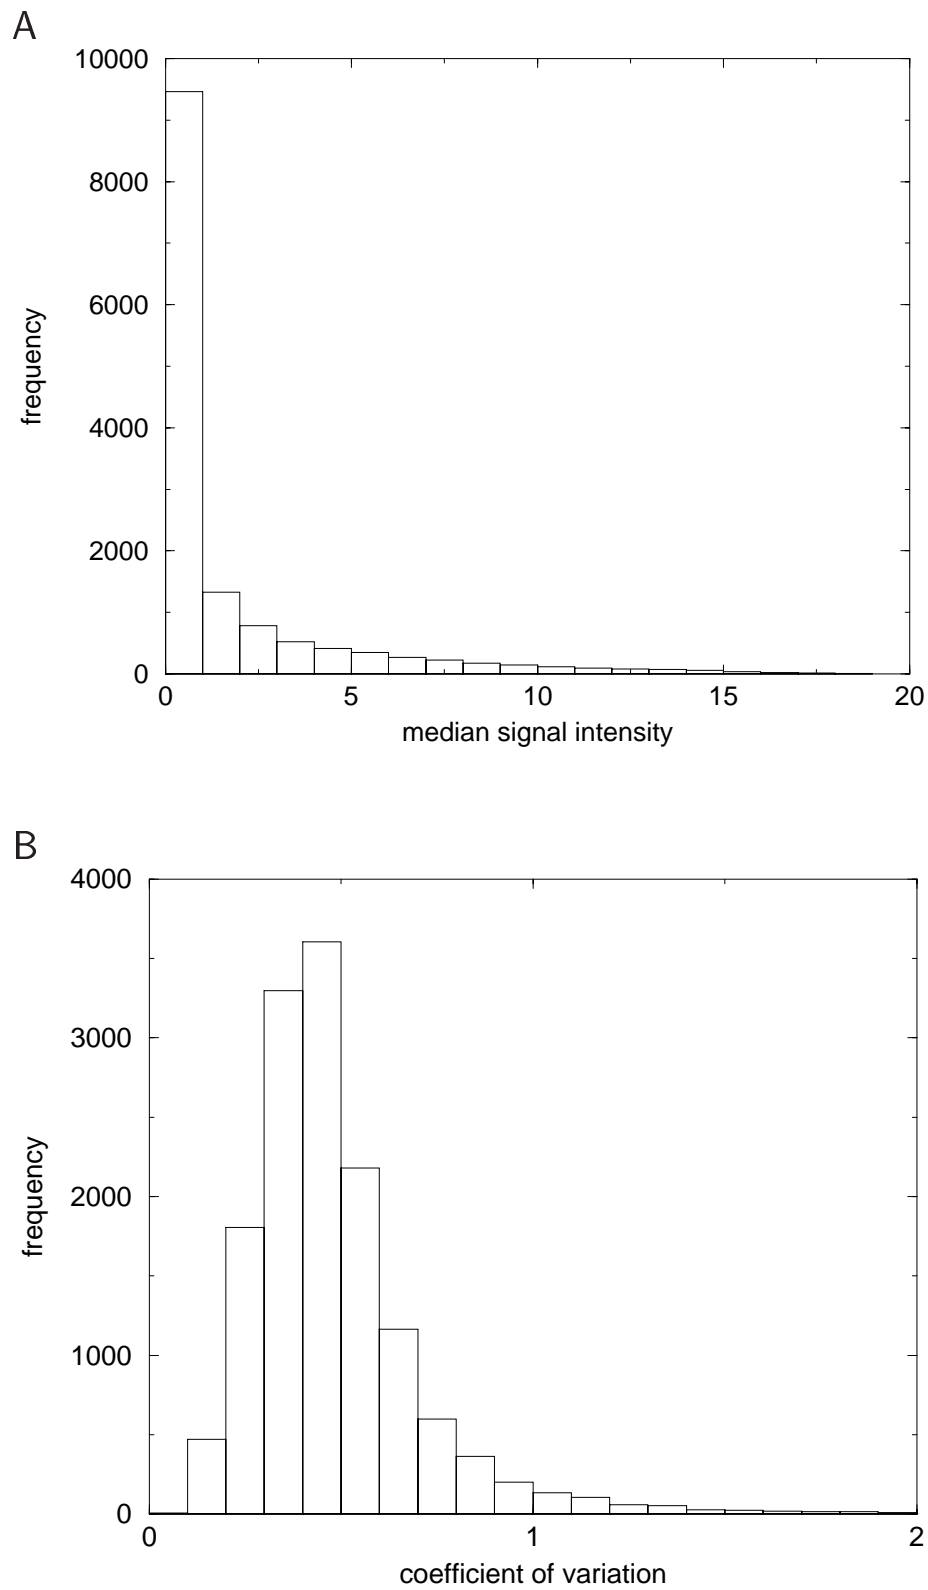 A
10000
8000
6000
4000
2000
0
frequency
0 5 10 15 20
median signal intensity
B
4000
3000
2000
1000
0
frequency
0 1 2
coefficient of variation